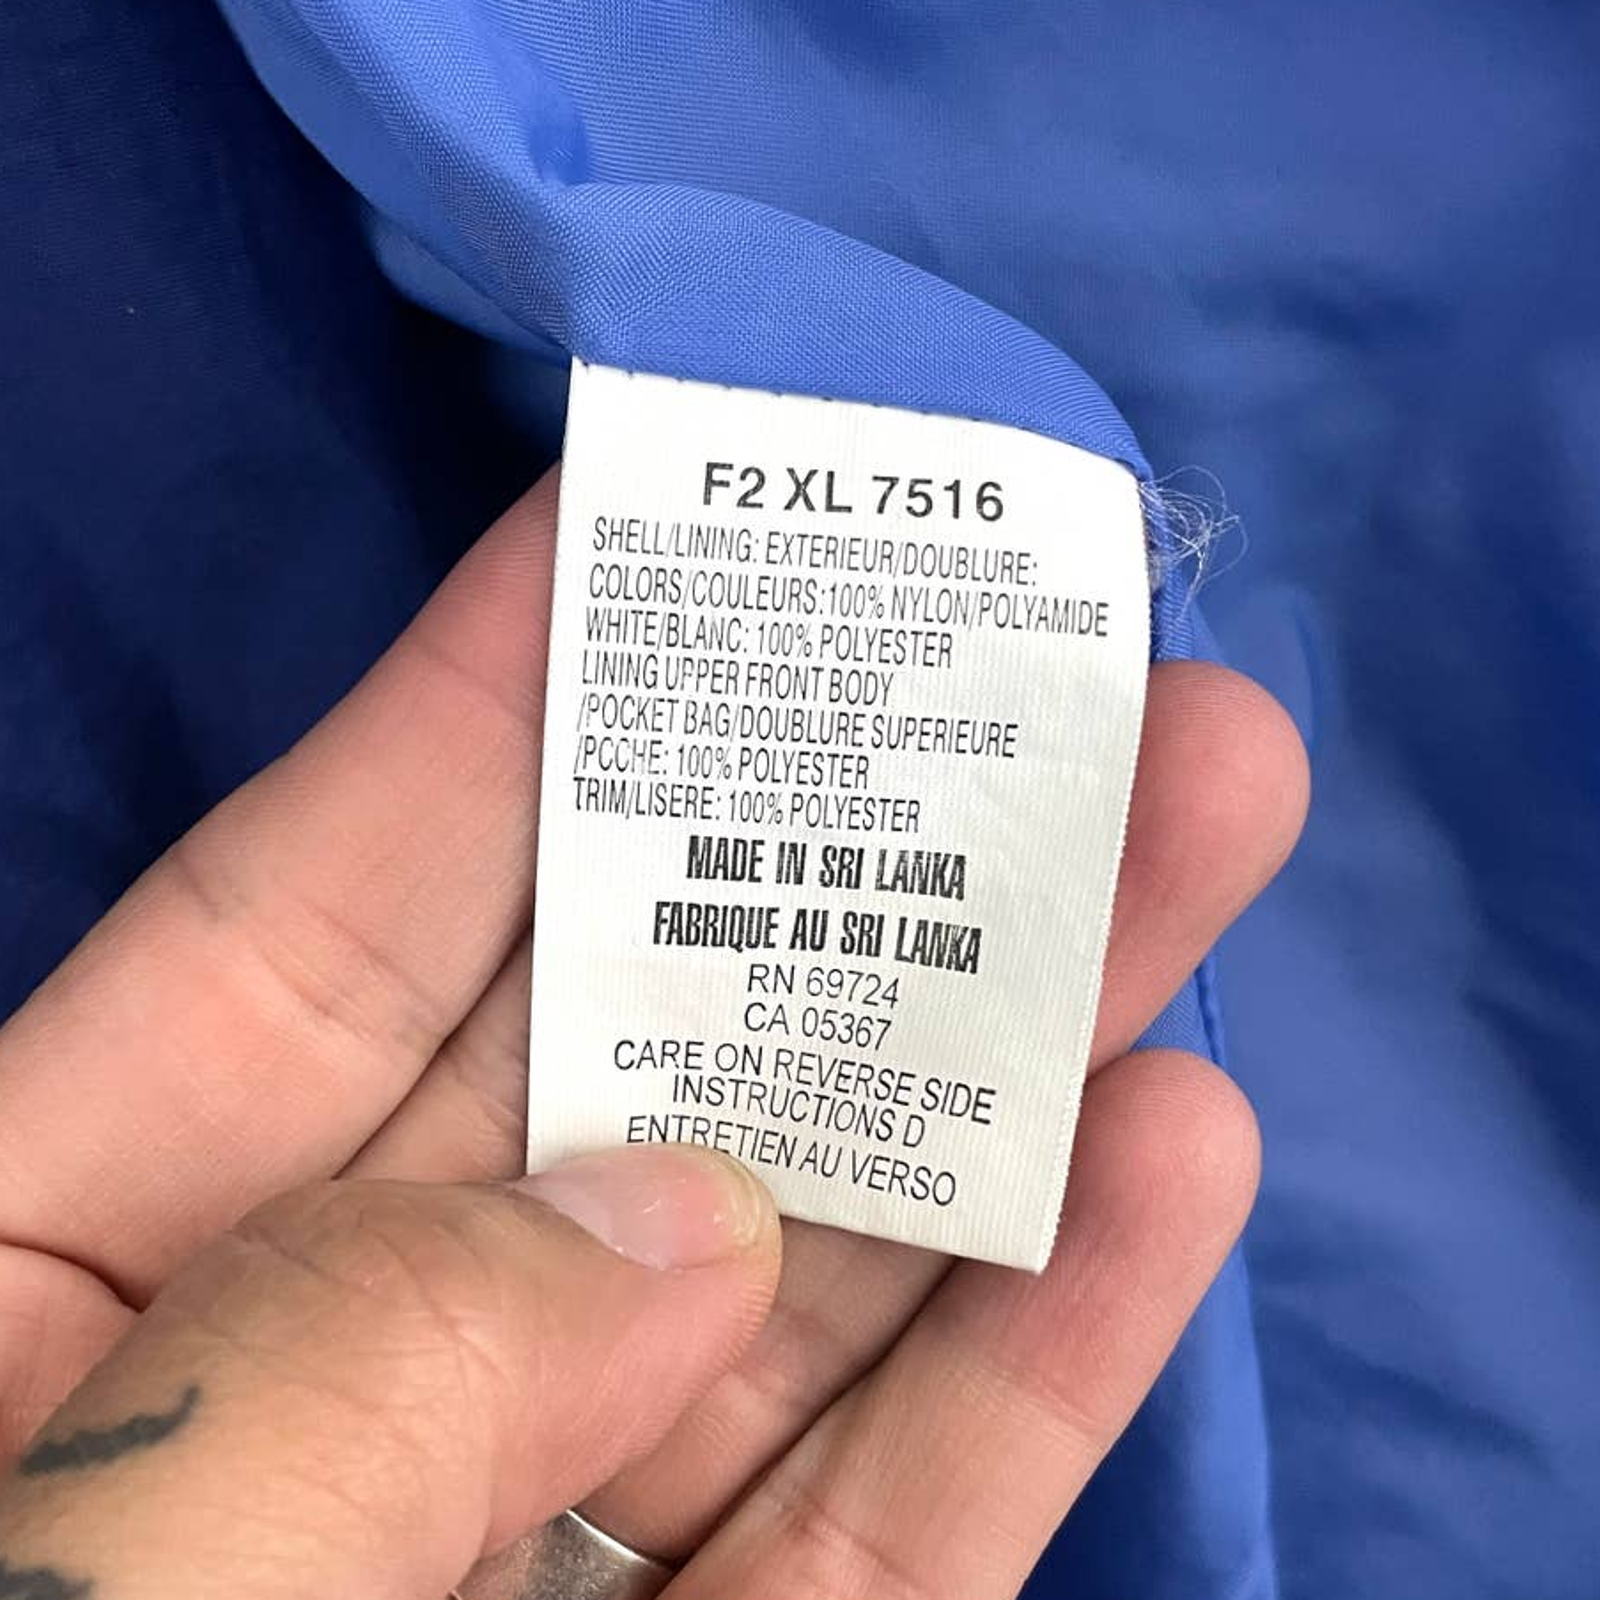 F2 XL 7516
SHELL/LINING: EXTERIEUR/DOUBLURE:
COLORS/COULEURS:100% NYLON/POLYAMIDE
WHITE/BLANC: 100% POLYESTER
LINING UPPER FRONT BODY
/POCKET BAG/DOUBLURE SUPERIEURE
/PCCHE: 100% POLYESTER
TRIM/LISERE: 100% POLYESTER
MADE IN SRI LANKA
FABRIQUE AU SRI LANKA
RN 69724
CA 05367
CARE ON REVERSE SIDE
INSTRUCTIONS D
ENTRETIEN AU VERSO